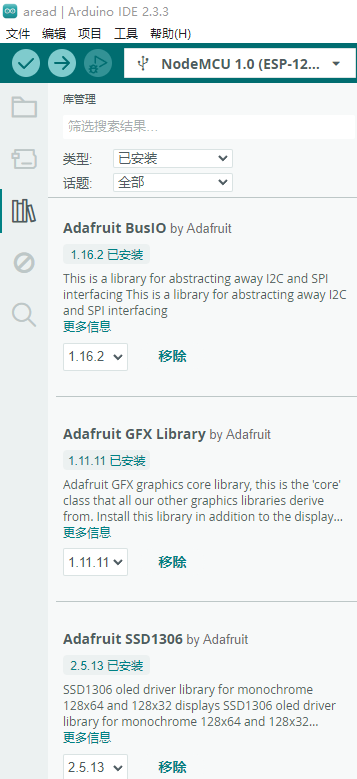 aread | Arduino IDE 2.3.3
文件 编辑 项目 工具 帮助(H)
NodeMCU 1.0 (ESP-12...
库管理
筛选搜索结果...
类型: 已安装
话题: 全部
Adafruit BusIO by Adafruit
1.16.2 已安装
This is a library for abstracting away I2C and SPI
interfacing This is a library for abstracting away I2C
and SPI interfacing
更多信息
1.16.2 移除
Adafruit GFX Library by Adafruit
1.11.11 已安装
Adafruit GFX graphics core library, this is the 'core'
class that all our other graphics libraries derive
from. Install this library in addition to the display...
更多信息
1.11.11 移除
Adafruit SSD1306 by Adafruit
2.5.13 已安装
SSD1306 oled driver library for monochrome
128x64 and 128x32 displays SSD1306 oled driver
library for monochrome 128x64 and 128x32...
更多信息
2.5.13 移除